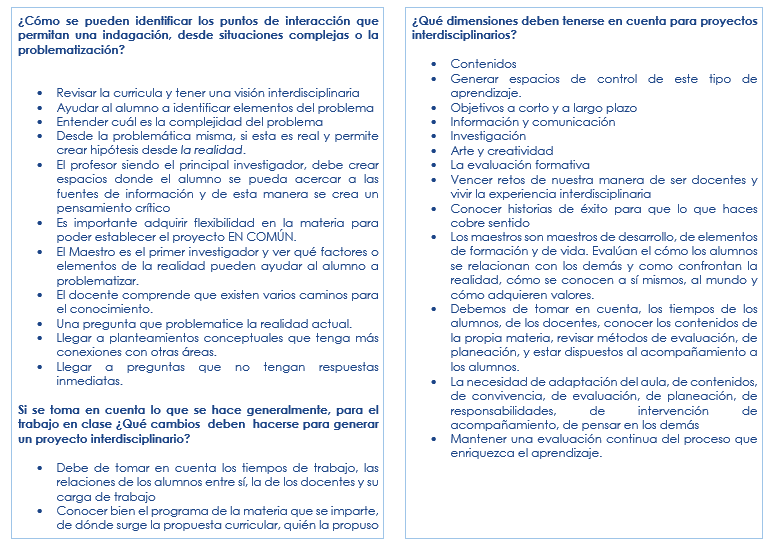 ¿Cómo se pueden identificar los puntos de interacción que
permitan una indagación, desde situaciones complejas o la
problematización?
• Revisar la curricula y tener una visión interdisciplinaria
• Ayudar al alumno a identificar elementos del problema
• Entender cuál es la complejidad del problema
• Desde la problemática misma, si esta es real y permite
crear hipótesis desde la realidad.
• El profesor siendo el principal investigador, debe crear
espacios donde el alumno se pueda acercar a las
fuentes de información y de esta manera se crea un
pensamiento crítico
• Es importante adquirir flexibilidad en la materia para
poder establecer el proyecto EN COMÚN.
• El Maestro es el primer investigador y ver qué factores o
elementos de la realidad pueden ayudar al alumno a
problematizar.
• El docente comprende que existen varios caminos para
el conocimiento.
• Una pregunta que problematice la realidad actual.
• Llegar a planteamientos conceptuales que tenga más
conexiones con otras áreas.
• Llegar a preguntas que no tengan respuestas
inmediatas.
Si se toma en cuenta lo que se hace generalmente, para el
trabajo en clase ¿Qué cambios deben hacerse para generar
un proyecto interdisciplinario?
• Debe de tomar en cuenta los tiempos de trabajo, las
relaciones de los alumnos entre sí, la de los docentes y su
carga de trabajo
• Conocer bien el programa de la materia que se imparte,
de dónde surge la propuesta curricular, quién la propuso
¿Qué dimensiones deben tenerse en cuenta para proyectos
interdisciplinarios?
• Contenidos
• Generar espacios de control de este tipo de
aprendizaje.
• Objetivos a corto y a largo plazo
• Información y comunicación
• Investigación
• Arte y creatividad
• La evaluación formativa
• Vencer retos de nuestra manera de ser docentes y
vivir la experiencia interdisciplinaria
• Conocer historias de éxito para que lo que haces
cobre sentido
• Los maestros son maestros de desarrollo, de elementos
de formación y de vida. Evalúan el cómo los alumnos
se relacionan con los demás y como confrontan la
realidad, cómo se conocen a sí mismos, al mundo y
cómo adquieren valores.
• Debemos de tomar en cuenta, los tiempos de los
alumnos, de los docentes, conocer los contenidos de
la propia materia, revisar métodos de evaluación, de
planeación, y estar dispuestos al acompañamiento a
los alumnos.
• La necesidad de adaptación del aula, de contenidos,
de convivencia, de evaluación, de planeación, de
responsabilidades, de intervención de
acompañamiento, de pensar en los demás
• Mantener una evaluación continua del proceso que
enriquezca el aprendizaje.